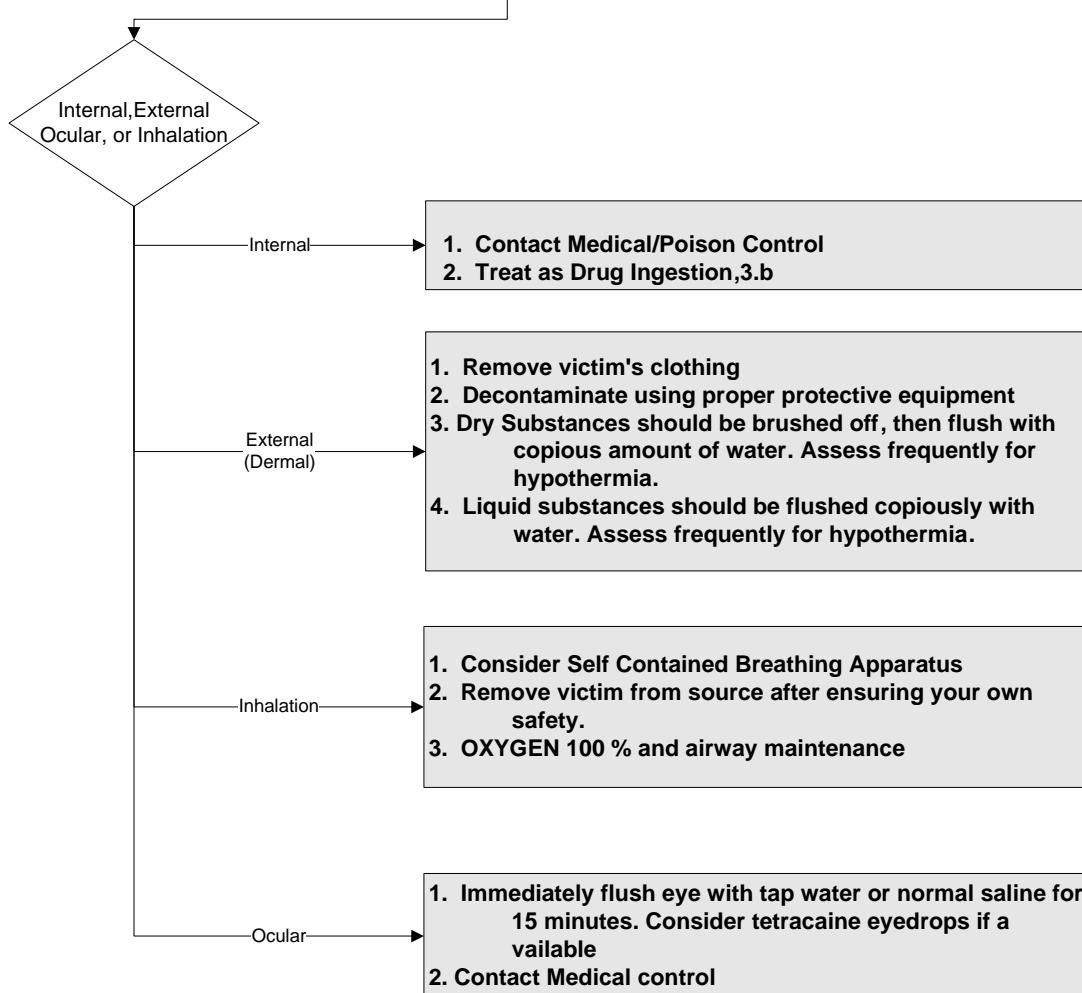 Internal,External
Ocular, or Inhalation
Internal
1. Contact Medical/Poison Control
2. Treat as Drug Ingestion,3.b
External
(Dermal)
1. Remove victim's clothing
2. Decontaminate using proper protective equipment
3. Dry Substances should be brushed off, then flush with
copious amount of water. Assess frequently for
hypothermia.
4. Liquid substances should be flushed copiously with
water. Assess frequently for hypothermia.
Inhalation
1. Consider Self Contained Breathing Apparatus
2. Remove victim from source after ensuring your own
safety.
3. OXYGEN 100 % and airway maintenance
Ocular
1. Immediately flush eye with tap water or normal saline for
15 minutes. Consider tetracaine eyedrops if a
vailable
2. Contact Medical control